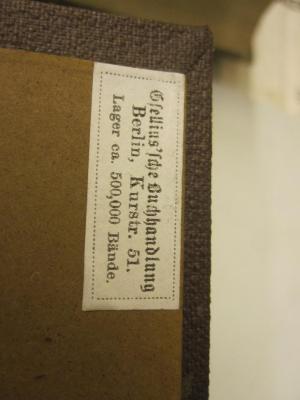 Gsellius'sche Buchhandlung
Berlin, Kurstr. 51.
Lager ca. 500,000 Bände.